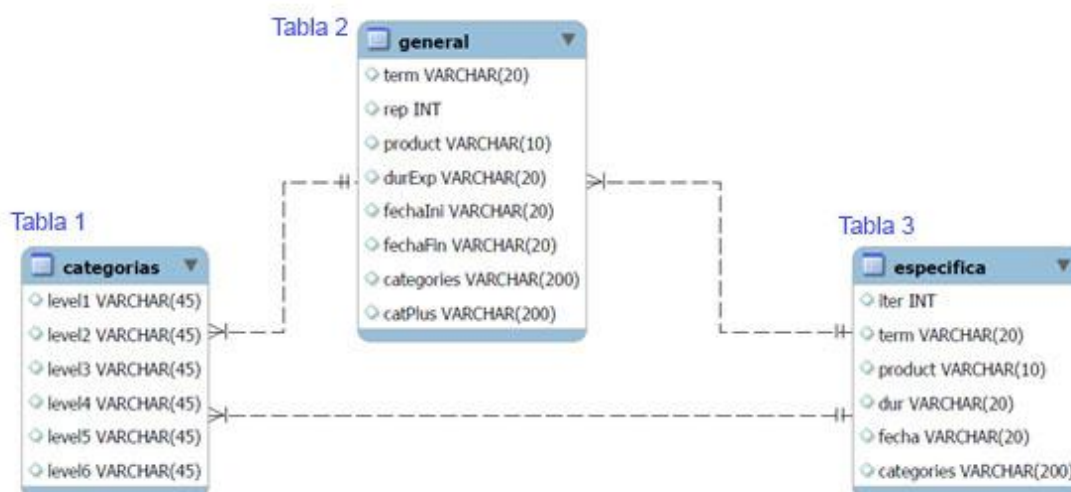 Tabla 2
general
term VARCHAR(20)
rep INT
product VARCHAR(10)
durExp VARCHAR(20)
fechaIni VARCHAR(20)
fechaFin VARCHAR(20)
categories VARCHAR(200)
catPlus VARCHAR(200)
Tabla 1
categorias
level1 VARCHAR(45)
level2 VARCHAR(45)
level3 VARCHAR(45)
level4 VARCHAR(45)
level5 VARCHAR(45)
level6 VARCHAR(45)
Tabla 3
especifica
iter INT
term VARCHAR(20)
product VARCHAR(10)
dur VARCHAR(20)
fecha VARCHAR(20)
categories VARCHAR(200)